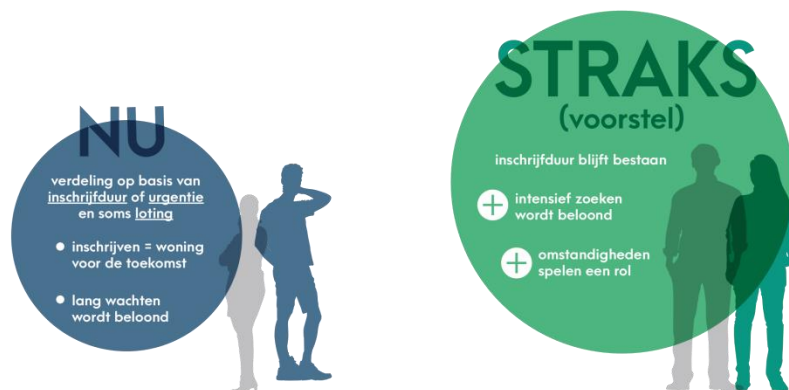 NU
verdeling op basis van
inschrijfduur of urgentie
en soms loting
inschrijven = woning
voor de toekomst
lang wachten
wordt beloond
STRAKS
(voorstel)
inschrijfduur blijft bestaan
+ intensief zoeken
wordt beloond
+ omstandigheden
spelen een rol